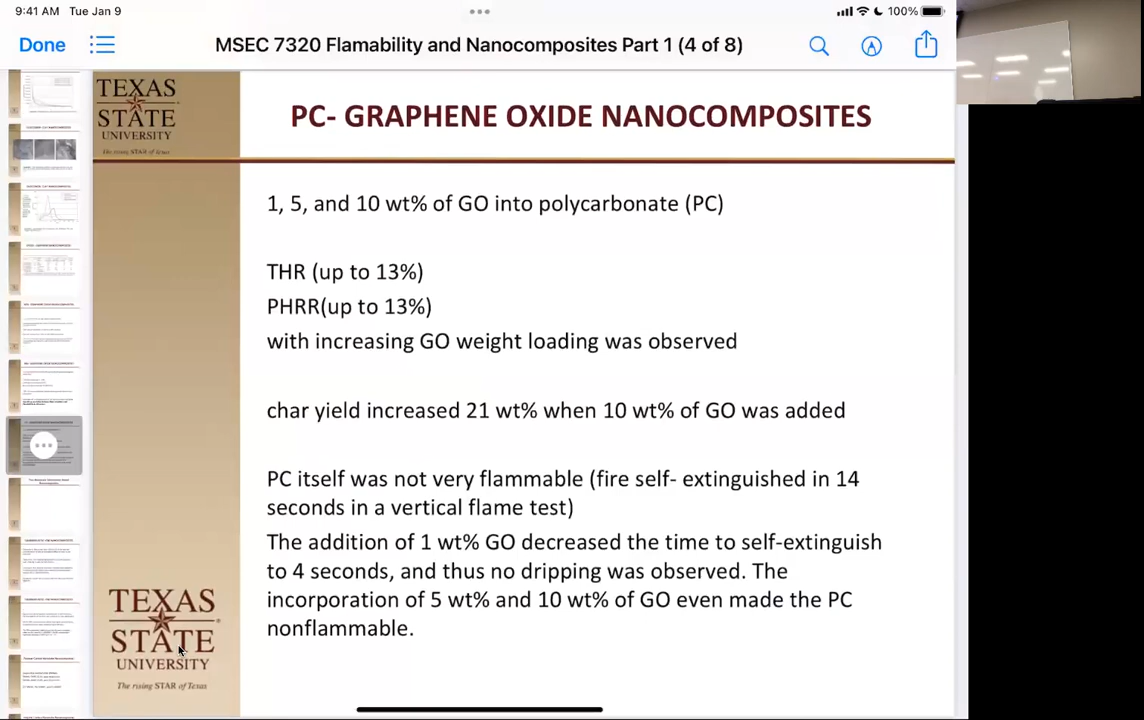 9:41 AM Tue Jan 9
100%
Done
MSEC 7320 Flamability and Nanocomposites Part 1 (4 of 8)
TEXAS
STATE
UNIVERSITY
The rising STAR of Texas
PC- GRAPHENE OXIDE NANOCOMPOSITES
1, 5, and 10 wt% of GO into polycarbonate (PC)
THR (up to 13%)
PHRR(up to 13%)
with increasing GO weight loading was observed
char yield increased 21 wt% when 10 wt% of GO was added
PC itself was not very flammable (fire self- extinguished in 14
seconds in a vertical flame test)
The addition of 1 wt% GO decreased the time to self-extinguish
to 4 seconds, and thus no dripping was observed. The
incorporation of 5 wt% and 10 wt% of GO even made the PC
nonflammable.
TEXAS
STATE
UNIVERSITY
The rising STAR of Texas